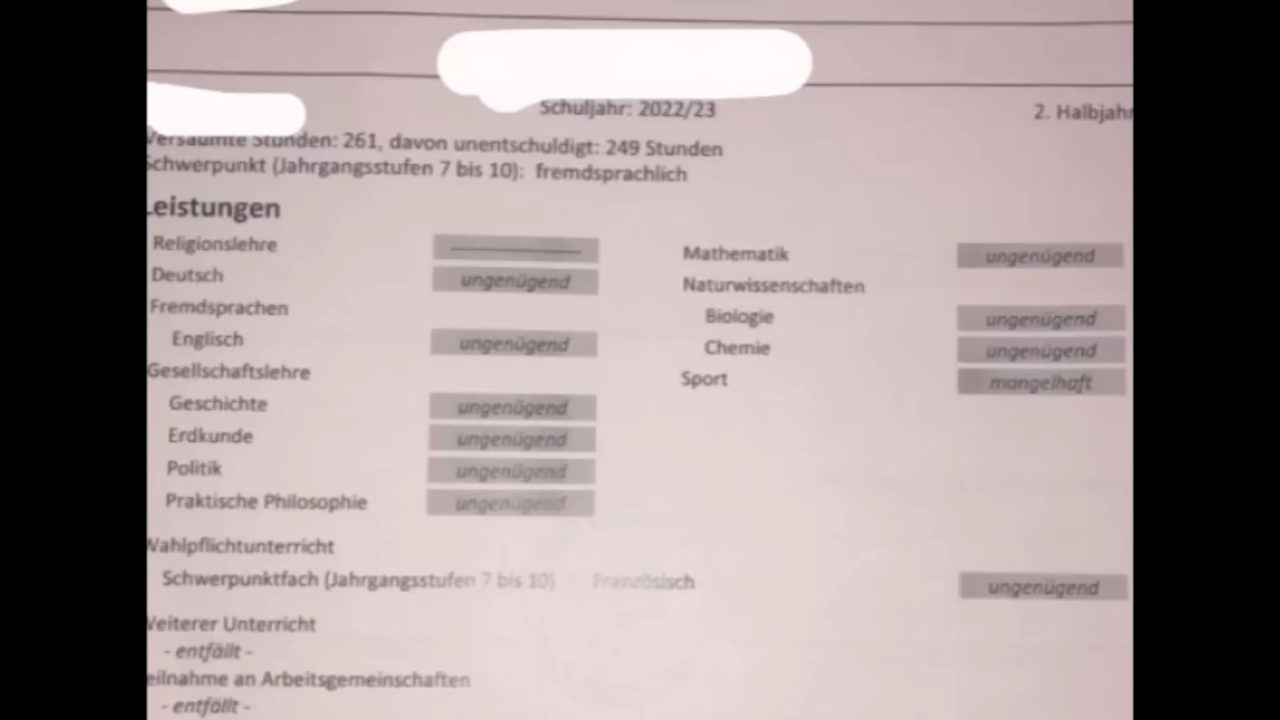 Schuljahr: 2022/23
2. Halbjahr
Versäumte Stunden: 261, davon unentschuldigt: 249 Stunden
Schwerpunkt (Jahrgangsstufen 7 bis 10): fremdsprachlich
Leistungen
Religionslehre
Deutsch ungenügend
Fremdsprachen
Englisch ungenügend
Gesellschaftslehre
Geschichte ungenügend
Erdkunde ungenügend
Politik ungenügend
Praktische Philosophie ungenügend
Mathematik ungenügend
Naturwissenschaften
Biologie ungenügend
Chemie ungenügend
Sport mangelhaft
Wahlpflichtunterricht
Schwerpunktfach (Jahrgangsstufen 7 bis 10) : Französisch ungenügend
Weiterer Unterricht
- entfällt -
eilnahme an Arbeitsgemeinschaften
- entfällt -